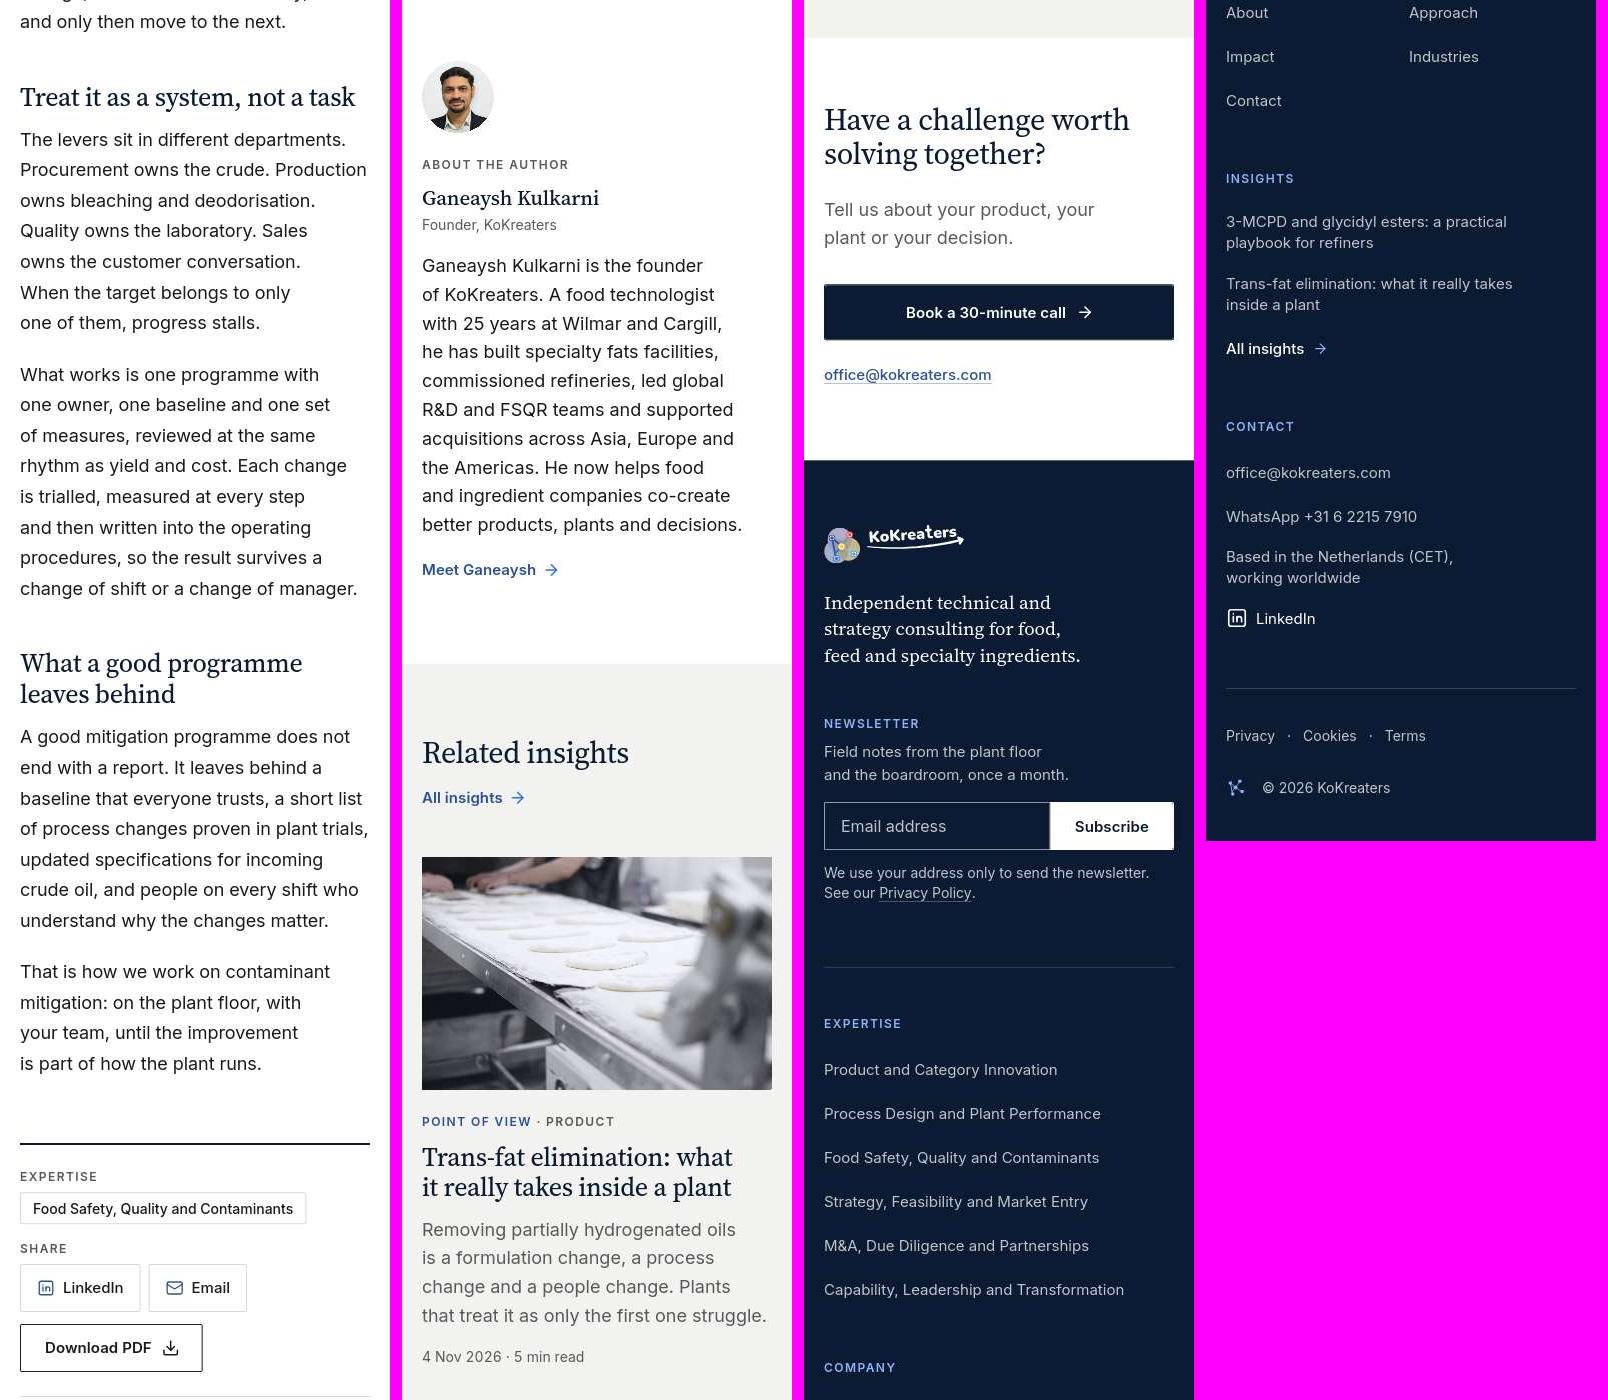 and only then move to the next.
Treat it as a system, not a task
The levers sit in different departments.
Procurement owns the crude. Production
owns bleaching and deodorisation.
Quality owns the laboratory. Sales
owns the customer conversation.
When the target belongs to only
one of them, progress stalls.
What works is one programme with
one owner, one baseline and one set
of measures, reviewed at the same
rhythm as yield and cost. Each change
is trialled, measured at every step
and then written into the operating
procedures, so the result survives a
change of shift or a change of manager.
What a good programme
leaves behind
A good mitigation programme does not
end with a report. It leaves behind a
baseline that everyone trusts, a short list
of process changes proven in plant trials,
updated specifications for incoming
crude oil, and people on every shift who
understand why the changes matter.
That is how we work on contaminant
mitigation: on the plant floor, with
your team, until the improvement
is part of how the plant runs.
EXPERTISE
Food Safety, Quality and Contaminants
SHARE
LinkedIn
Email
Download PDF
ABOUT THE AUTHOR
Ganeaysh Kulkarni
Founder, KoKreaters
Ganeaysh Kulkarni is the founder
of KoKreaters. A food technologist
with 25 years at Wilmar and Cargill,
he has built specialty fats facilities,
commissioned refineries, led global
R&D and FSQR teams and supported
acquisitions across Asia, Europe and
the Americas. He now helps food
and ingredient companies co-create
better products, plants and decisions.
Meet Ganeaysh
Related insights
All insights
POINT OF VIEW · PRODUCT
Trans-fat elimination: what
it really takes inside a plant
Removing partially hydrogenated oils
is a formulation change, a process
change and a people change. Plants
that treat it as only the first one struggle.
4 Nov 2026 · 5 min read
Have a challenge worth
solving together?
Tell us about your product, your
plant or your decision.
Book a 30-minute call
office@kokreaters.com
KoKreaters
Independent technical and
strategy consulting for food,
feed and specialty ingredients.
NEWSLETTER
Field notes from the plant floor
and the boardroom, once a month.
Email address
Subscribe
We use your address only to send the newsletter.
See our Privacy Policy.
EXPERTISE
Product and Category Innovation
Process Design and Plant Performance
Food Safety, Quality and Contaminants
Strategy, Feasibility and Market Entry
M&A, Due Diligence and Partnerships
Capability, Leadership and Transformation
COMPANY
About
Approach
Impact
Industries
Contact
INSIGHTS
3-MCPD and glycidyl esters: a practical
playbook for refiners
Trans-fat elimination: what it really takes
inside a plant
All insights
CONTACT
office@kokreaters.com
WhatsApp +31 6 2215 7910
Based in the Netherlands (CET),
working worldwide
LinkedIn
Privacy · Cookies · Terms
© 2026 KoKreaters